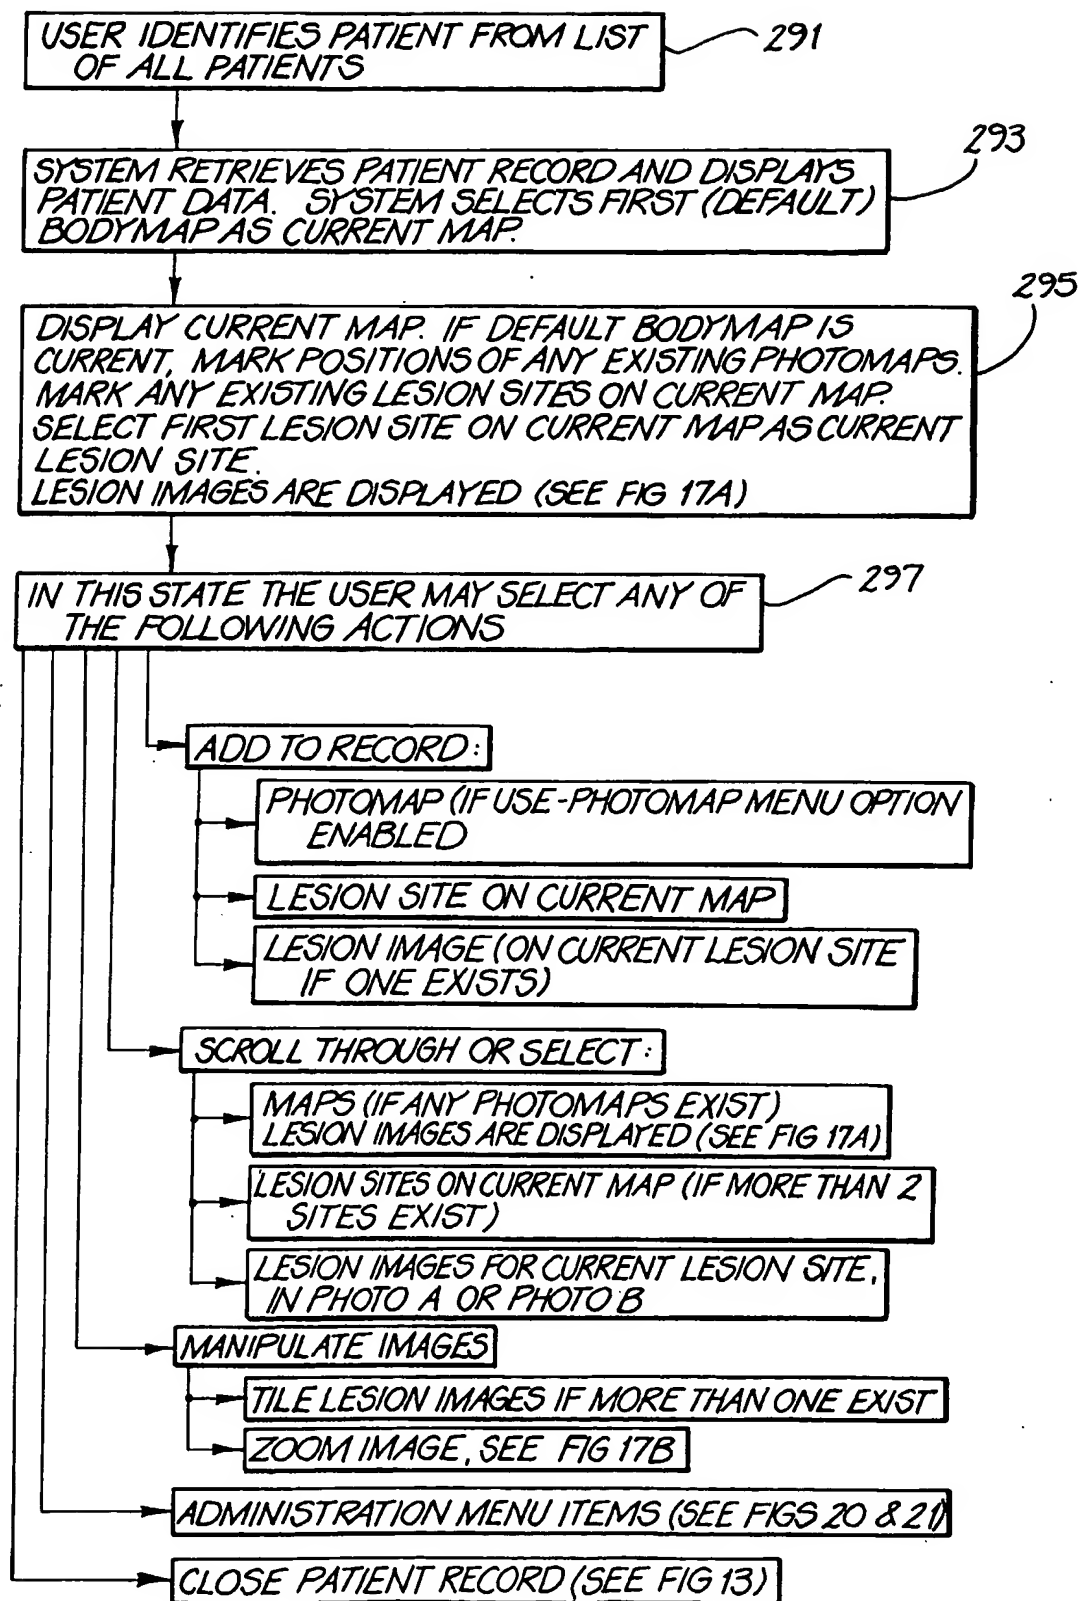 USER IDENTIFIES PATIENT FROM LIST
OF ALL PATIENTS
291
SYSTEM RETRIEVES PATIENT RECORD AND DISPLAYS
PATIENT DATA. SYSTEM SELECTS FIRST (DEFAULT)
BODYMAP AS CURRENT MAP.
293
DISPLAY CURRENT MAP. IF DEFAULT BODYMAP IS
CURRENT, MARK POSITIONS OF ANY EXISTING PHOTOMAPS.
MARK ANY EXISTING LESION SITES ON CURRENT MAP.
SELECT FIRST LESION SITE ON CURRENT MAP AS CURRENT
LESION SITE.
LESION IMAGES ARE DISPLAYED (SEE FIG 17A)
295
IN THIS STATE THE USER MAY SELECT ANY OF
THE FOLLOWING ACTIONS
297
ADD TO RECORD:
PHOTOMAP (IF USE-PHOTOMAP MENU OPTION
ENABLED
LESION SITE ON CURRENT MAP
LESION IMAGE (ON CURRENT LESION SITE
IF ONE EXISTS)
SCROLL THROUGH OR SELECT:
MAPS (IF ANY PHOTOMAPS EXIST)
LESION IMAGES ARE DISPLAYED (SEE FIG 17A)
LESION SITES ON CURRENT MAP (IF MORE THAN 2
SITES EXIST)
LESION IMAGES FOR CURRENT LESION SITE,
IN PHOTO A OR PHOTO B
MANIPULATE IMAGES
TILE LESION IMAGES IF MORE THAN ONE EXIST
ZOOM IMAGE, SEE FIG 17B
ADMINISTRATION MENU ITEMS (SEE FIGS 20 & 21)
CLOSE PATIENT RECORD (SEE FIG 13)